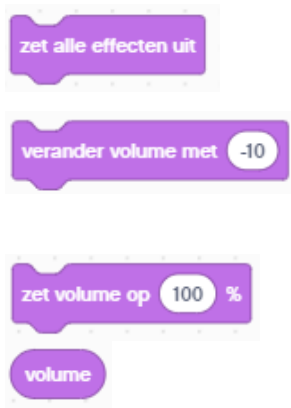 zet alle effecten uit
verander volume met -10
zet volume op 100 %
volume